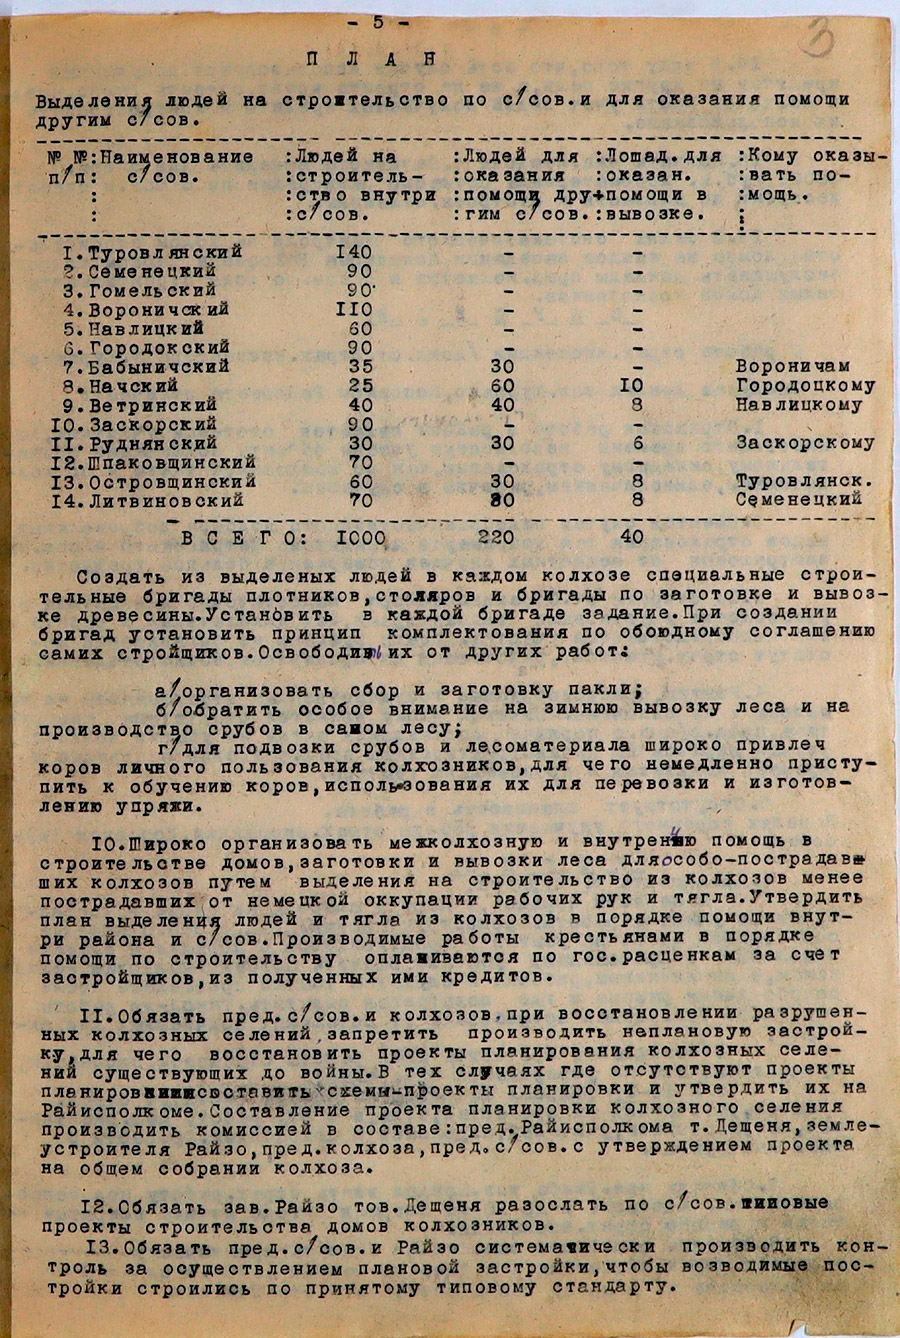 - 5 -
3
П Л А Н
Выделения людей на строительство по с/сов.и для оказания помощи
другим с/сов.
№ №:Наименование :Людей на :Людей для :Лошад.для :Кому оказы-
п/п: с/сов. :строитель- :оказания :оказан. :вать по-
: :ство внутри :помощи дру+помощи в :мощь.
: :с/сов. :гим с/сов.:вывозке. :
1.Туровлянский 140 - -
2.Семенецкий 90 - -
3.Гомельский 90 - -
4.Вороничский 110 - -
5.Навлицкий 60 - -
6.Городокский 90 - -
7.Бабыничский 35 30 - Вороничам
8.Начский 25 60 10 Городоцкому
9.Ветринский 40 40 8 Навлицкому
10.Заскорский 90 - -
11.Руднянский 30 30 6 Заскорскому
12.Шпаковщинский 70 - -
13.Островщинский 60 30 8 Туровлянск.
14.Литвиновский 70 30 8 Семенецкий
В С Е Г О: 1000 220 40
Создать из выделеных людей в каждом колхозе специальные строи-
тельные бригады плотников,столяров и бригады по заготовке и вывоз-
ке древесины.Установить в каждой бригаде задание.При создании
бригад установить принцип комплектования по обоюдному соглашению
самих стройщиков.Освободив их от других работ:
а/организовать сбор и заготовку пакли;
б/обратить особое внимание на зимнюю вывозку леса и на
производство срубов в самом лесу;
г/для подвозки срубов и лесоматериала широко привлеч
коров личного пользования колхозников,для чего немедленно присту-
пить к обучению коров,использования их для перевозки и изготов-
лению упряжи.
10.Широко организовать межколхозную и внутреннюю помощь в
строительстве домов,заготовки и вывозки леса для особо-пострадав
ших колхозов путем выделения на строительство из колхозов менее
пострадавших от немецкой оккупации рабочих рук и тягла.Утвердить
план выделения людей и тягла из колхозов в порядке помощи внут-
ри района и с/сов.Производимые работы крестьянами в порядке
помощи по строительству оплачиваются по гос.расценкам за счет
застройщиков,из полученных ими кредитов.
11.Обязать пред.с/сов.и колхозов,при восстановлении разрушен-
ных колхозных селений,запретить производить неплановую застрой-
ку,для чего восстановить проекты планирования колхозных селе-
ний существующих до войны.В тех случаях где отсутствуют проекты
составить схемы-проекты планировки и утвердить их на
Райисполкоме.Составление проекта планировки колхозного селения
производить комиссией в составе:пред.Райисполкома т.Дещеня,земле-
устроителя Райзо,пред.колхоза,пред.с/сов.с утверждением проекта
на общем собрании колхоза.
12.Обязать зав.Райзо тов.Дещеня разослать по с/сов.типовые
проекты строительства домов колхозников.
13.Обязать пред.с/сов.и Райзо систематически производить кон-
троль за осуществлением плановой застройки,чтобы возводимые пос-
тройки строились по принятому типовому стандарту.